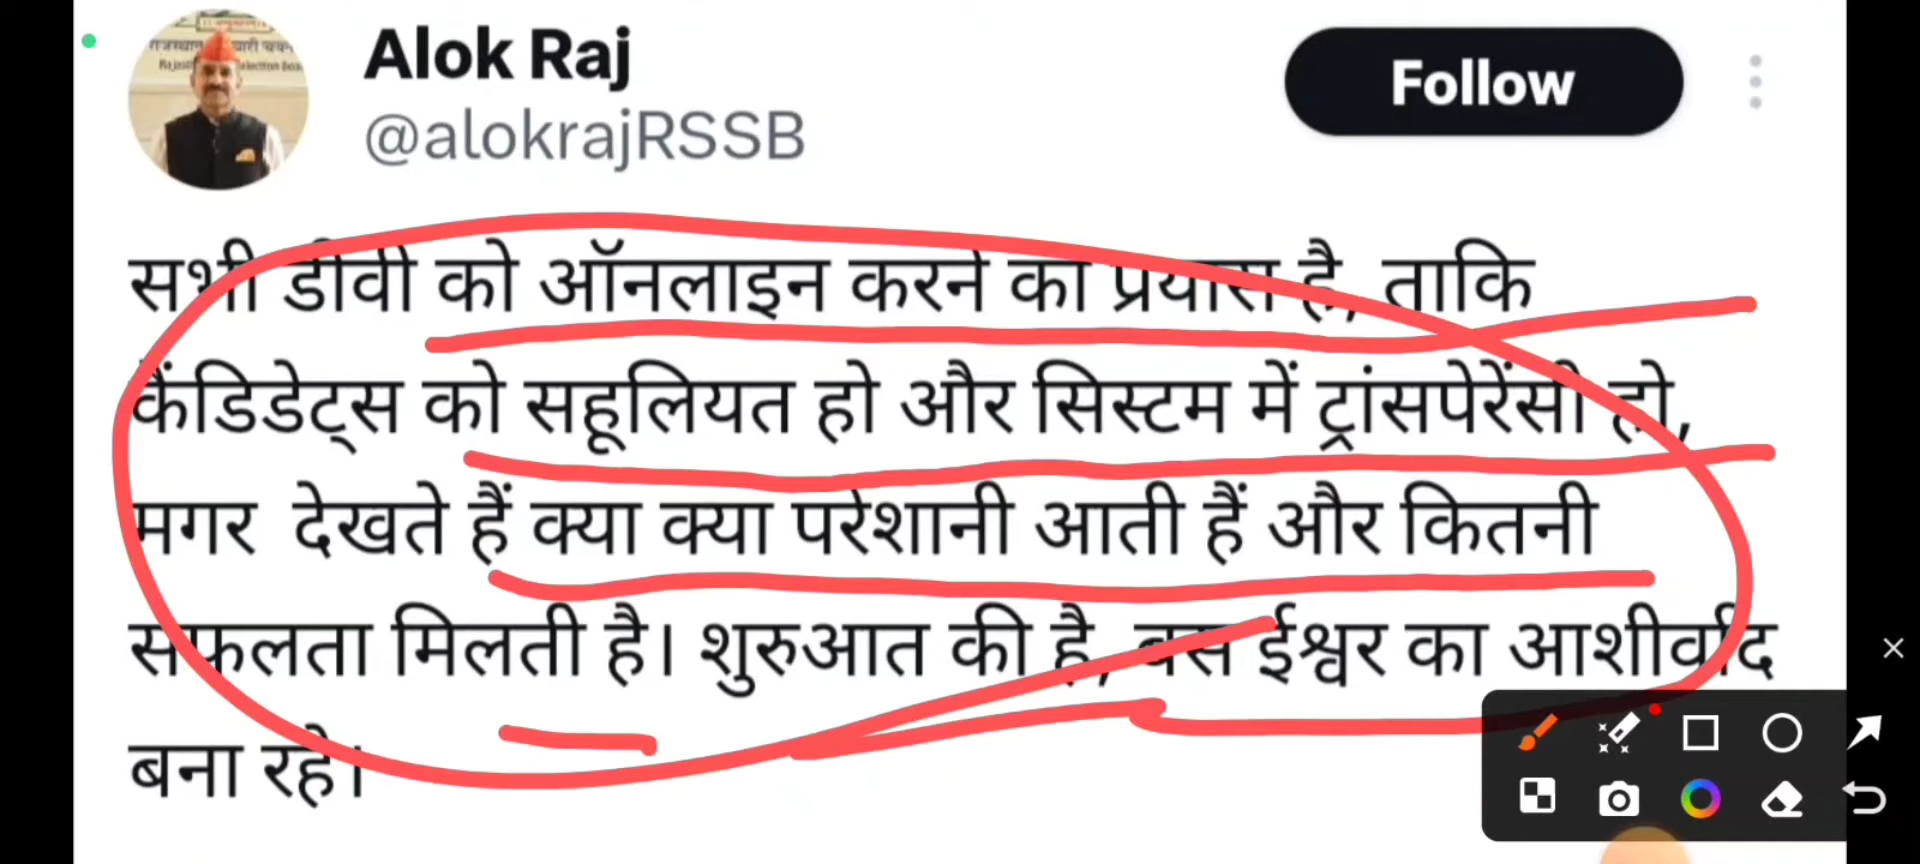 Alok Raj
Follow
@alokrajRSSB
सभी डीवी को ऑनलाइन करने का प्रयास है, ताकि
कैंडिडेट्स को सहूलियत हो और सिस्टम में ट्रांसपेरेंसी हो,
मगर देखते हैं क्या क्या परेशानी आती हैं और कितनी
सफलता मिलती है। शुरुआत की है, बस ईश्वर का आशीर्वाद
बना रहे।